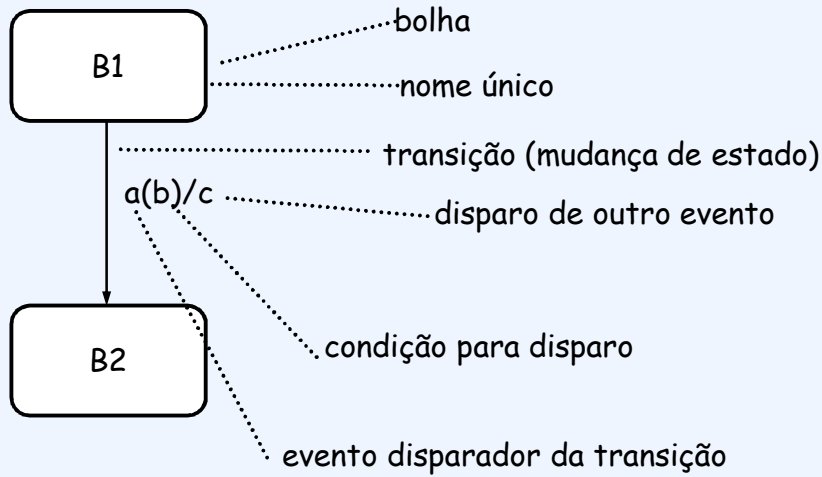 bolha
B1
nome único
transição (mudança de estado)
a(b)/c
disparo de outro evento
condição para disparo
B2
evento disparador da transição